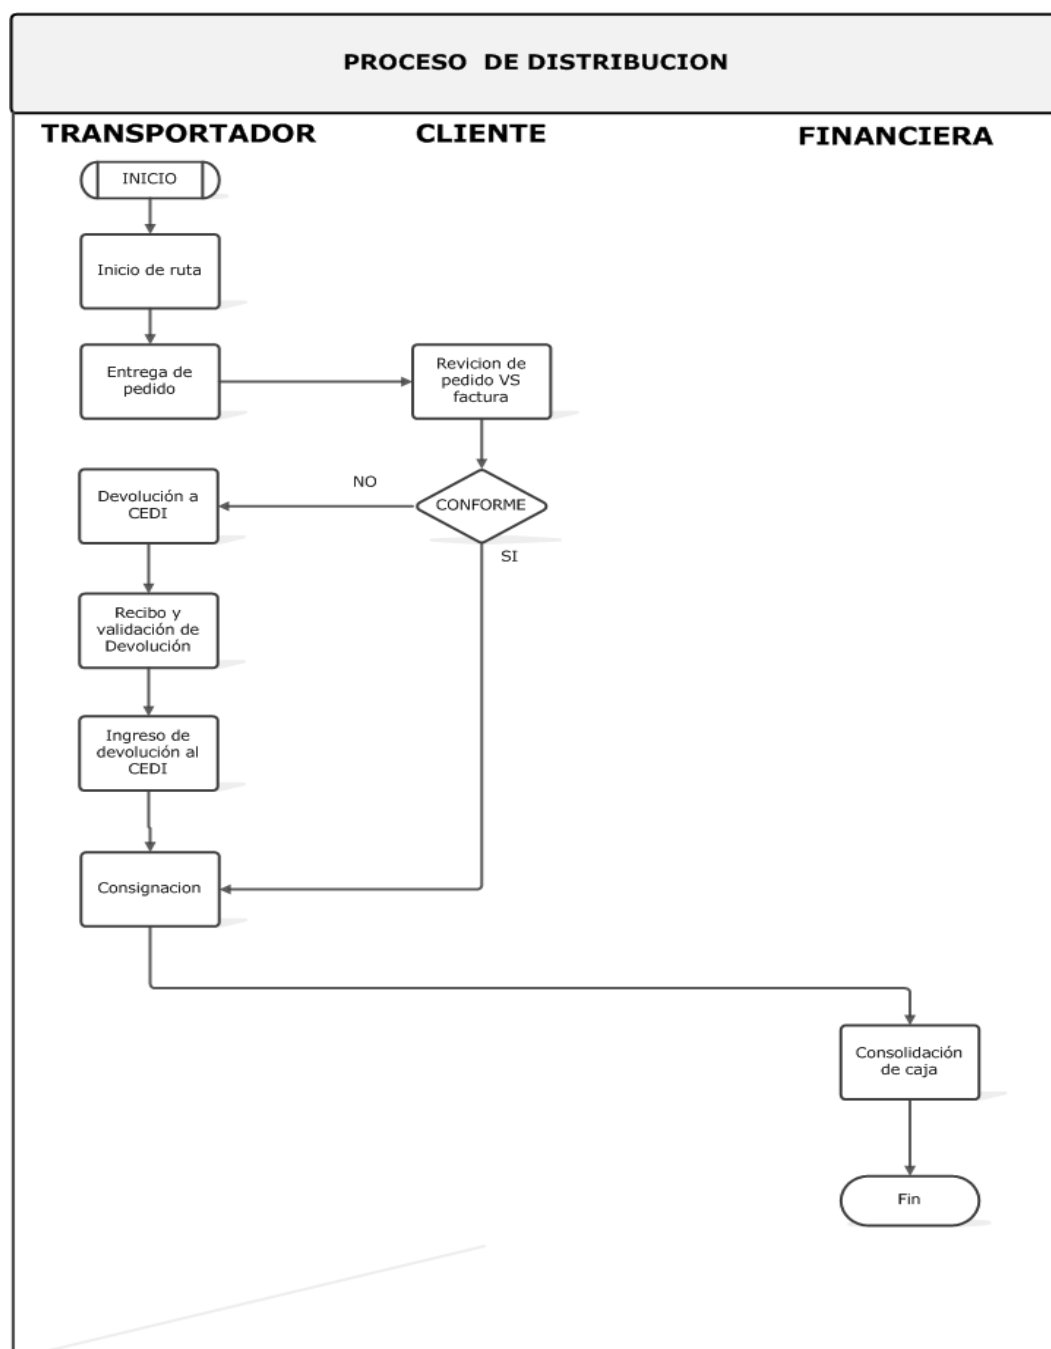 PROCESO DE DISTRIBUCION
TRANSPORTADOR
CLIENTE
FINANCIERA
INICIO
Inicio de ruta
Entrega de
pedido
Revicion de
pedido VS
factura
CONFORME
NO
SI
Devolución a
CEDI
Recibo y
validación de
Devolución
Ingreso de
devolución al
CEDI
Consignacion
Consolidación
de caja
Fin